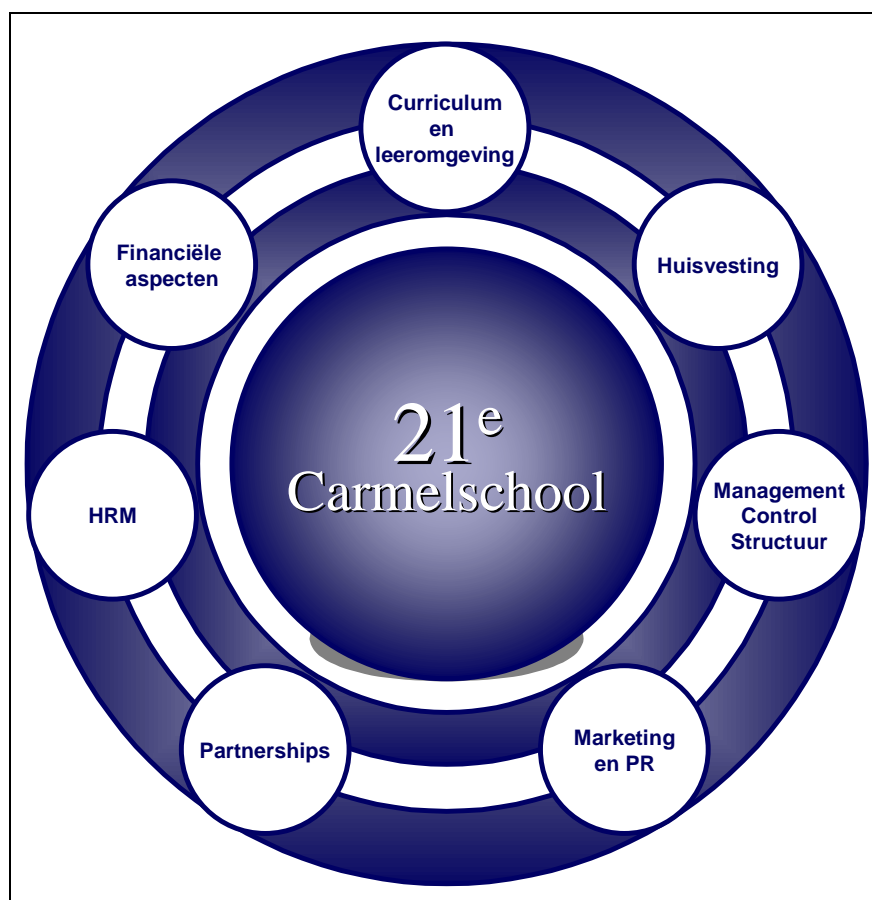 Curriculum
en
leeromgeving
Financiële
aspecten
Huisvesting
21e
Carmelschool
HRM
Management
Control
Structuur
Partnerships
Marketing
en PR